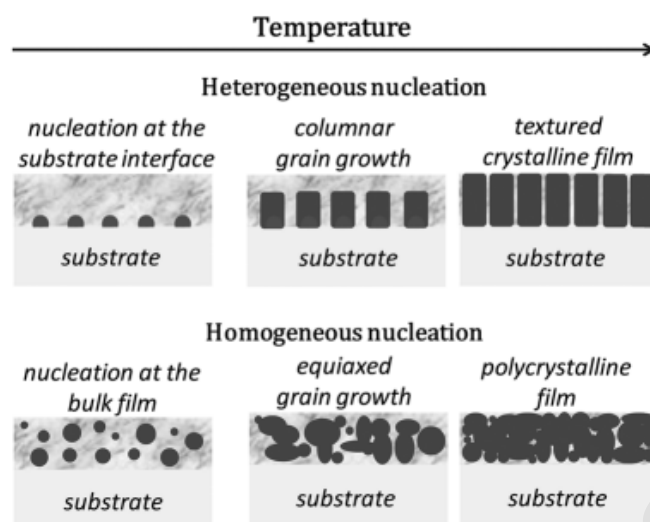 Temperature
Heterogeneous nucleation
nucleation at the
substrate interface
columnar
grain growth
textured
crystalline film
substrate
substrate
substrate
Homogeneous nucleation
nucleation at the
bulk film
equiaxed
grain growth
polycrystalline
film
substrate
substrate
substrate